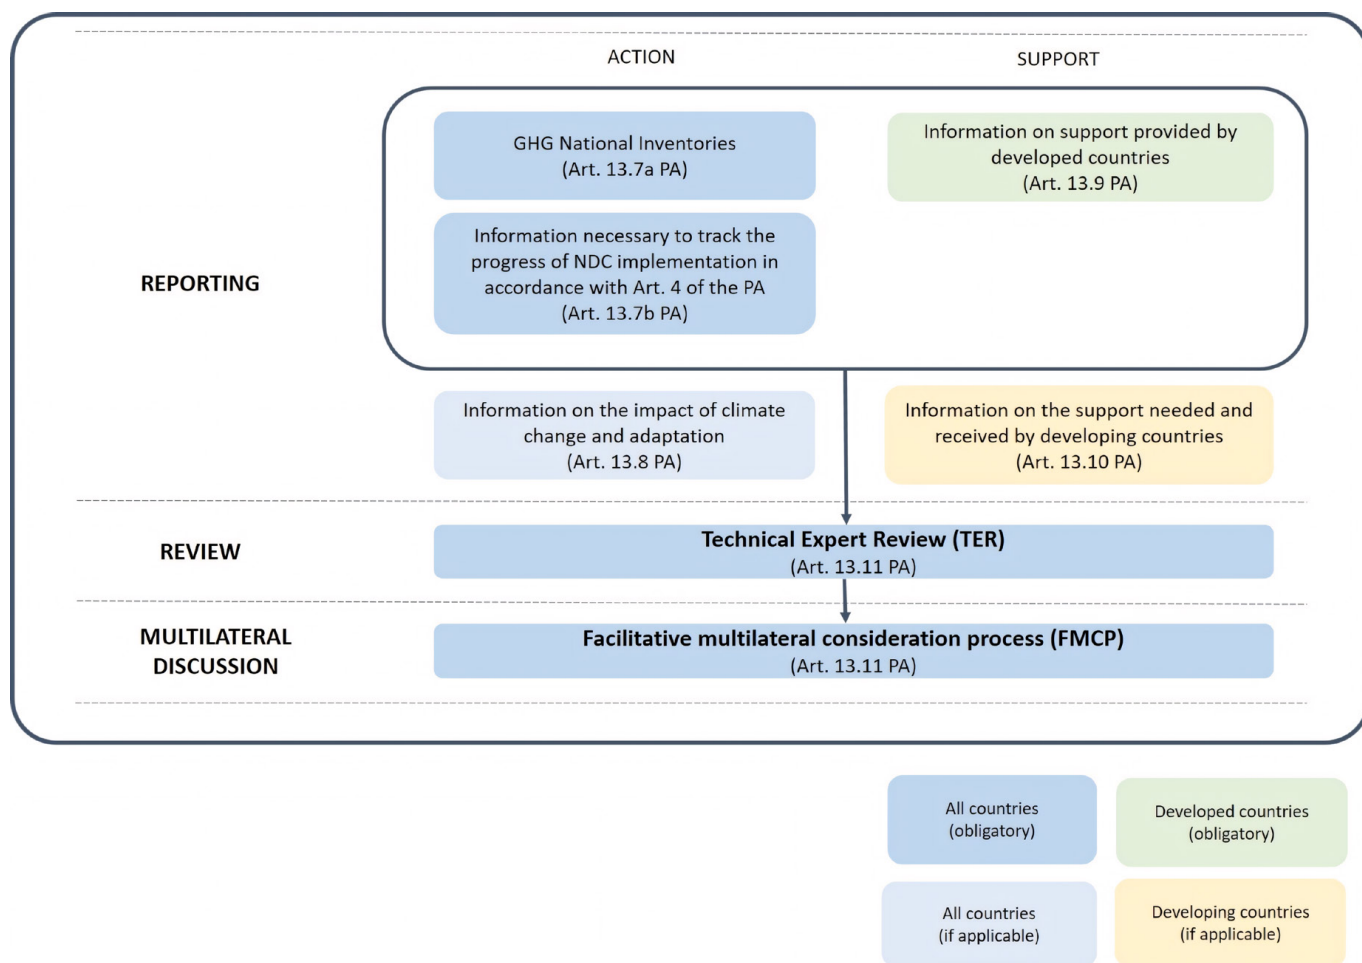 ACTION
SUPPORT
GHG National Inventories
(Art. 13.7a PA)
Information on support provided by
developed countries
(Art. 13.9 PA)
Information necessary to track the
progress of NDC implementation in
accordance with Art. 4 of the PA
(Art. 13.7b PA)
REPORTING
Information on the impact of climate
change and adaptation
(Art. 13.8 PA)
Information on the support needed and
received by developing countries
(Art. 13.10 PA)
REVIEW
Technical Expert Review (TER)
(Art. 13.11 PA)
MULTILATERAL
DISCUSSION
Facilitative multilateral consideration process (FMCP)
(Art. 13.11 PA)
All countries
(obligatory)
Developed countries
(obligatory)
All countries
(if applicable)
Developing countries
(if applicable)